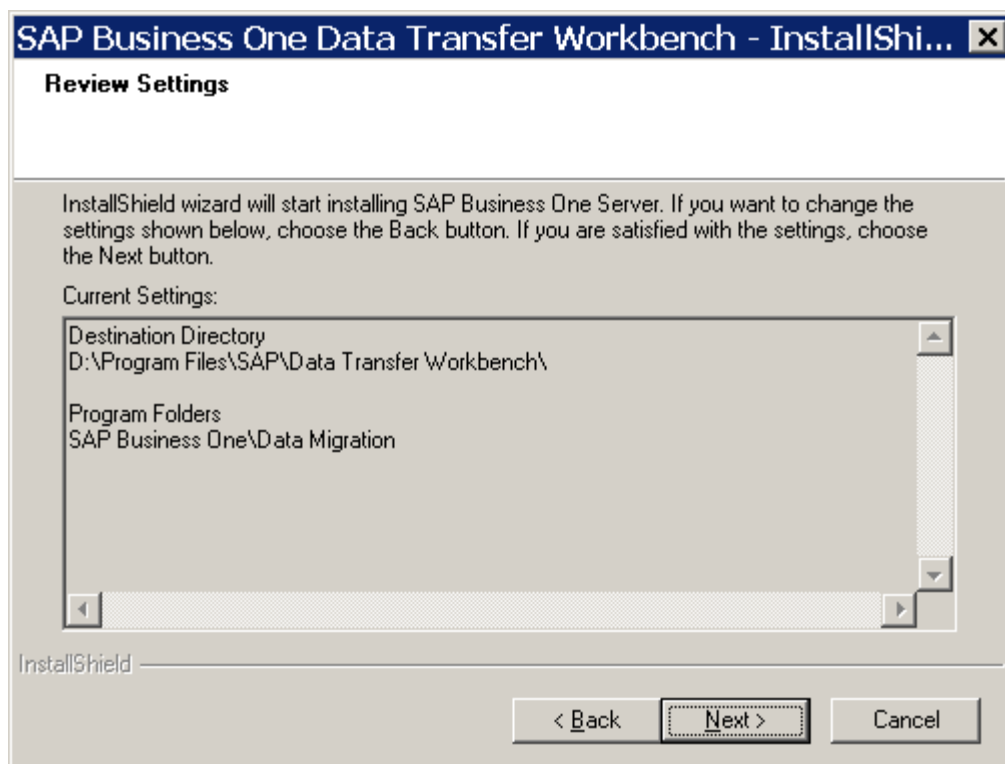 SAP Business One Data Transfer Workbench - InstallShi...
Review Settings
InstallShield wizard will start installing SAP Business One Server. If you want to change the
settings shown below, choose the Back button. If you are satisfied with the settings, choose
the Next button.
Current Settings:
Destination Directory
D:\Program Files\SAP\Data Transfer Workbench\
Program Folders
SAP Business One\Data Migration
InstallShield
< Back
Next >
Cancel